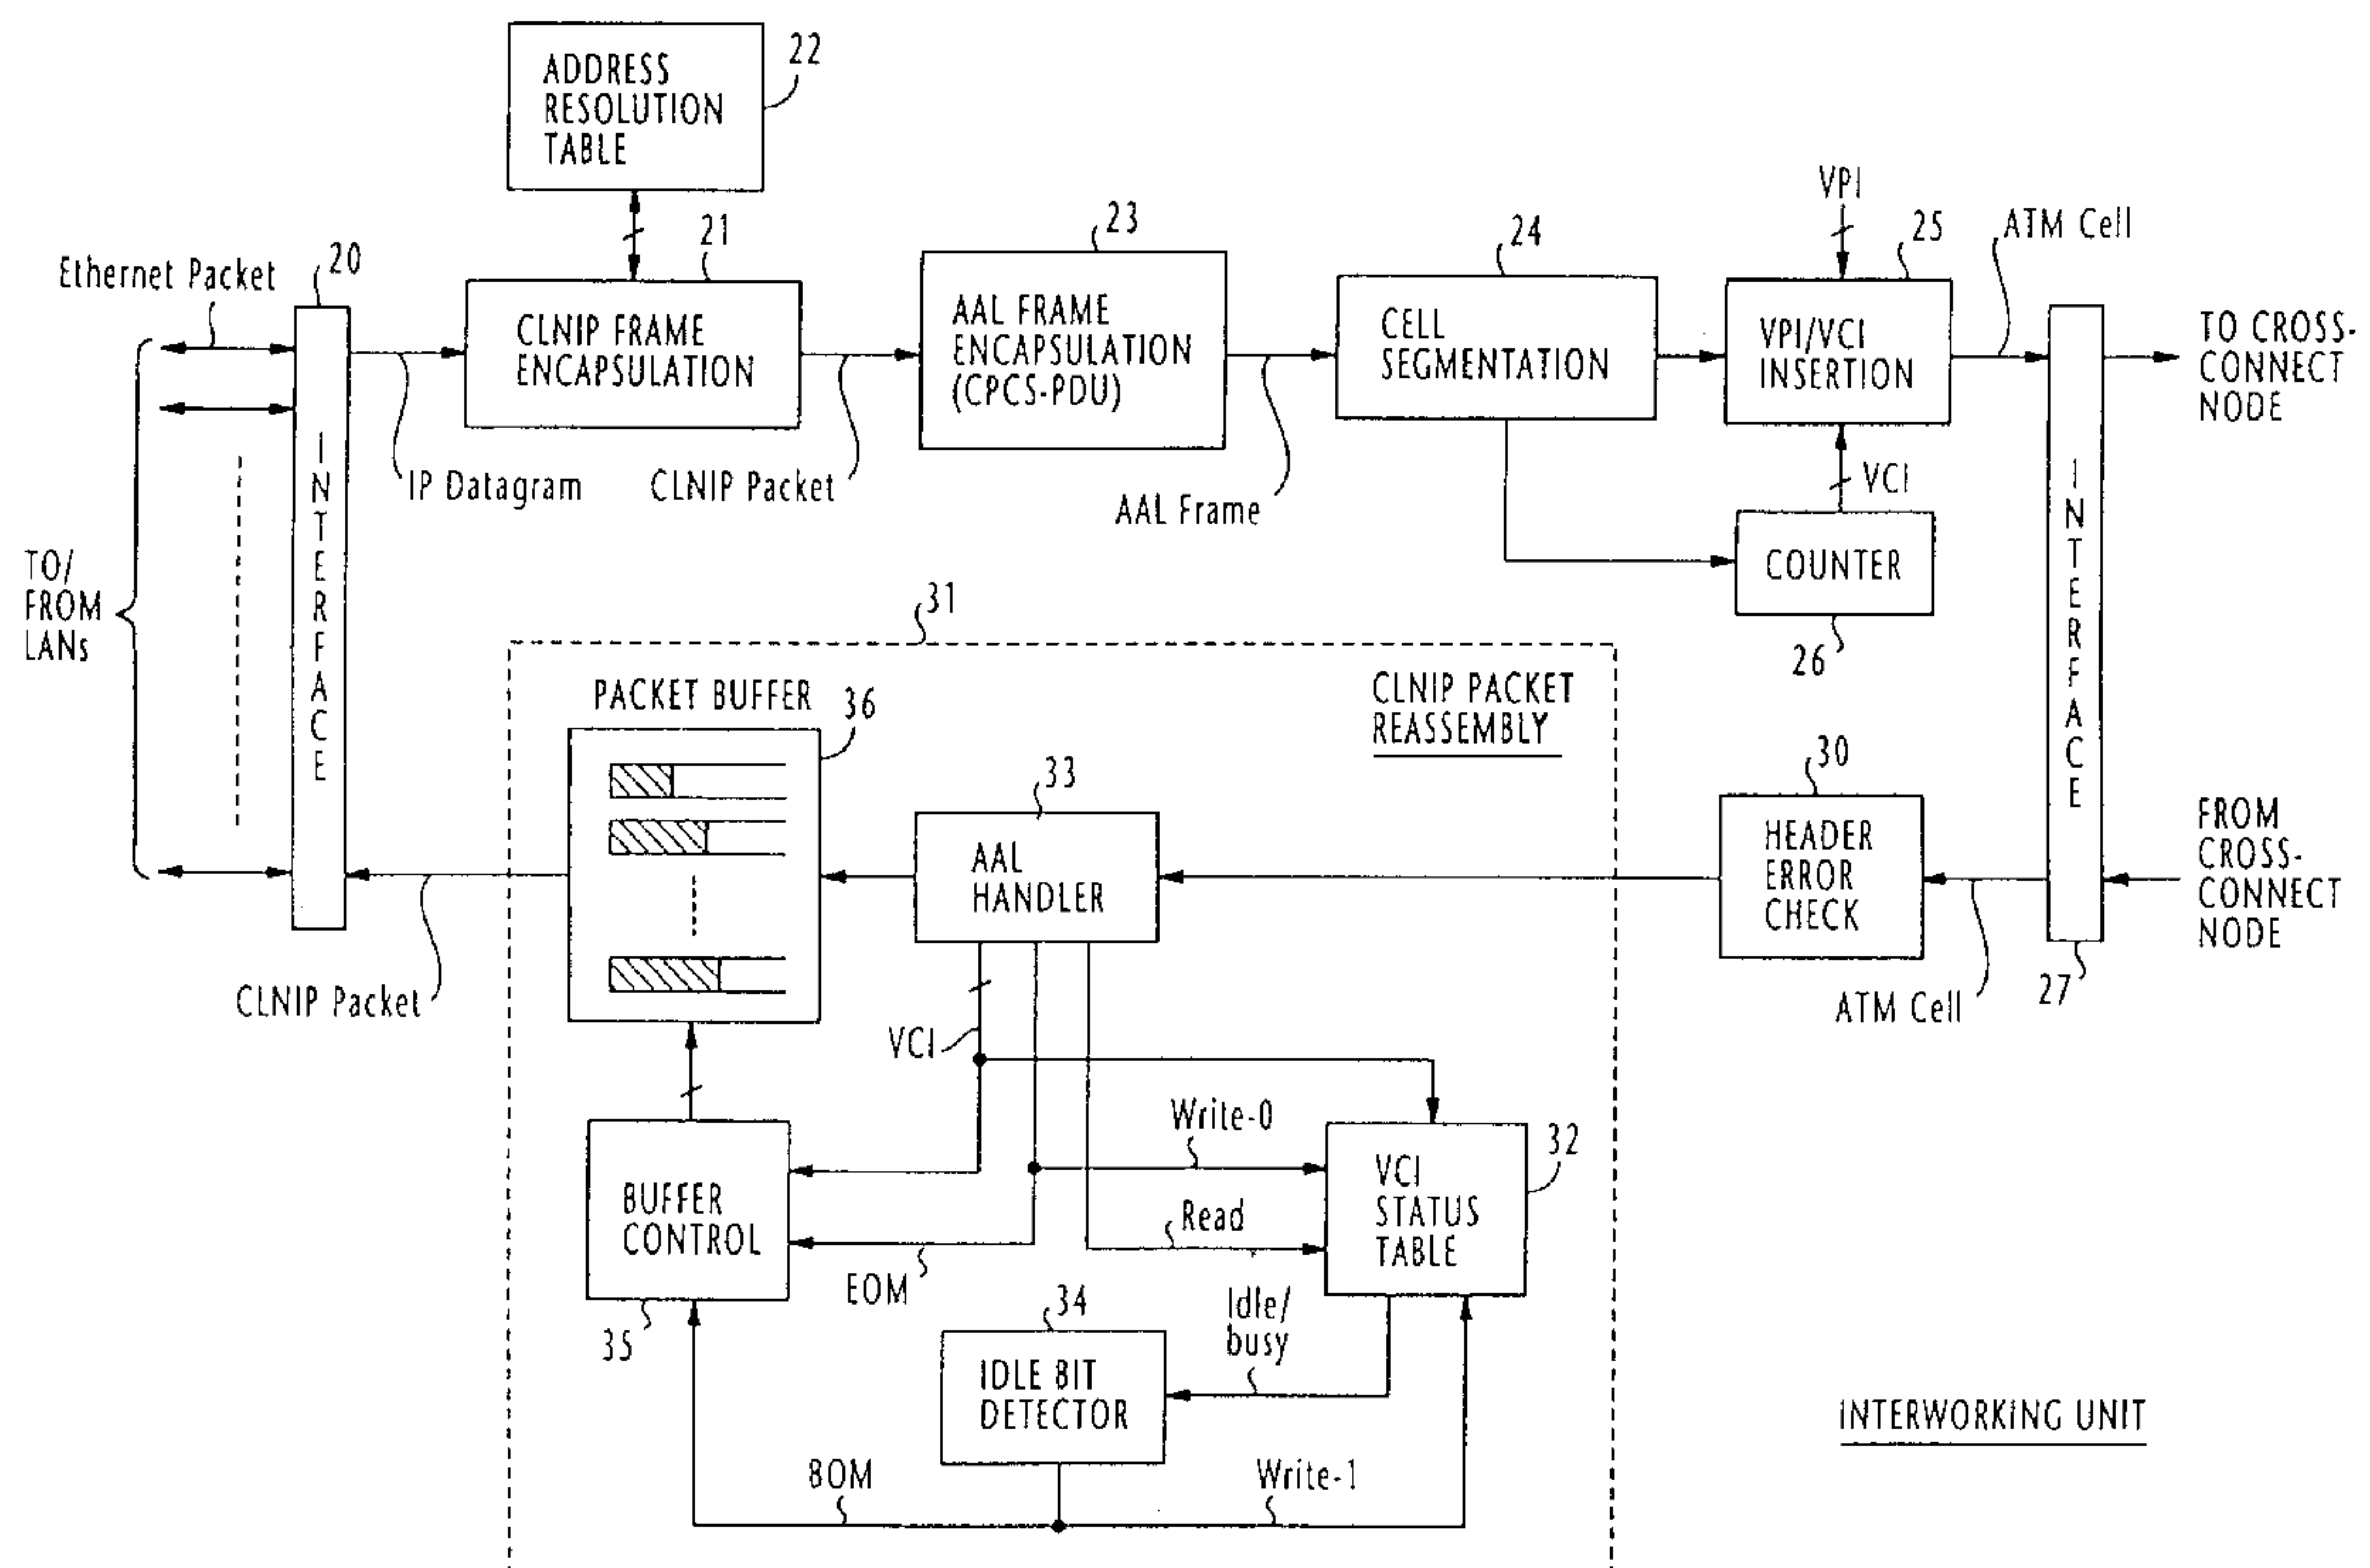 ADDRESS
RESOLUTION
TABLE
22
Ethernet Packet
20
INTERFACE
IP Datagram
21
CLNIP FRAME
ENCAPSULATION
CLNIP Packet
23
AAL FRAME
ENCAPSULATION
(CPCS-PDU)
AAL Frame
24
CELL
SEGMENTATION
VPI
25
VPI/VCI
INSERTION
ATM Cell
VCI
COUNTER
26
INTERFACE
27
TO CROSS-
CONNECT
NODE
TO/
FROM
LANs
31
CLNIP PACKET
REASSEMBLY
PACKET BUFFER
36
33
AAL
HANDLER
30
HEADER
ERROR
CHECK
FROM
CROSS-
CONNECT
NODE
ATM Cell
CLNIP Packet
VCI
Write-0
32
VCI
STATUS
TABLE
Read
BUFFER
CONTROL
35
EOM
34
IDLE BIT
DETECTOR
Idle/
busy
BOM
Write-1
INTERWORKING UNIT